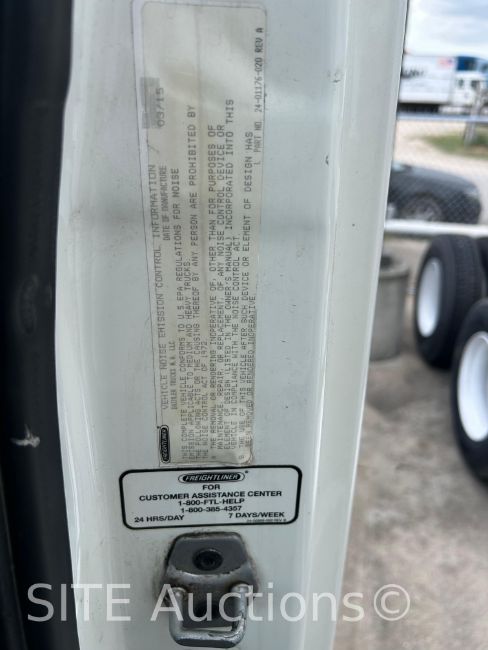 FREIGHTLINER
VEHICLE NOISE EMISSION CONTROL INFORMATION
DAIMLER TRUCKS N.A. LLC
DATE OF MANUFACTURE
03/15
THIS COMPLETE VEHICLE CONFORMS TO U.S.EPA REGULATIONS FOR NOISE
EMISSION APPLICABLE TO MEDIUM AND HEAVY TRUCKS.
FOLLOWING ACTS OR THE CAUSING THEREOF BY ANY PERSON ARE PROHIBITED BY
THE NOISE CONTROL ACT OF 1972:
THE REMOVAL OR RENDERING INOPERATIVE OF, OTHER THAN FOR PURPOSES OF
MAINTENANCE, REPAIR, OR REPLACEMENT, OF ANY NOISE CONTROL DEVICE OR
ELEMENT OF DESIGN (LISTED IN THE OWNER'S MANUAL) INCORPORATED INTO THIS
VEHICLE IN COMPLIANCE WITH THE NOISE CONTROL ACT
THE USE OF THIS VEHICLE AFTER SUCH DEVICE OR ELEMENT OF DESIGN HAS
BEEN REMOVED OR RENDERED INOPERATIVE.
PART NO. 24-01176-020 REV A
FREIGHTLINER
FOR
CUSTOMER ASSISTANCE CENTER
1-800-FTL-HELP
1-800-385-4357
24 HRS/DAY 7 DAYS/WEEK
SITE Auctions©